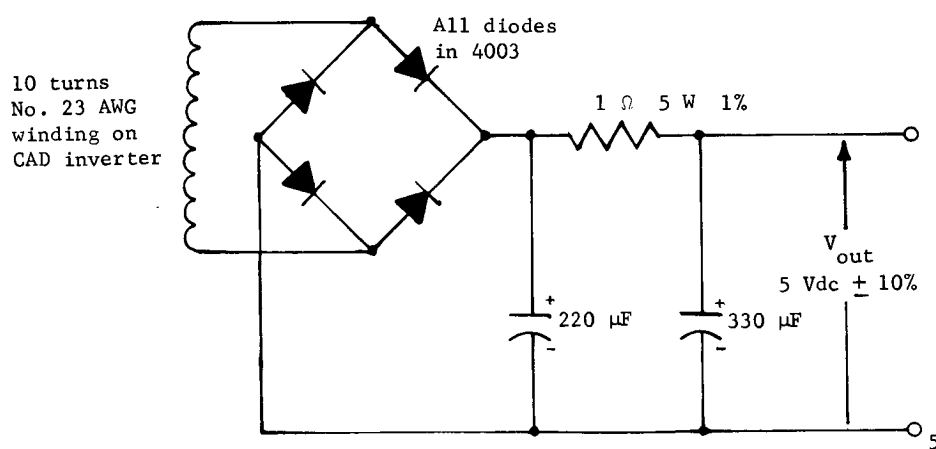 All diodes
in 4003
10 turns
No. 23 AWG
winding on
CAD inverter
1 Ω 5 W 1%
V out
5 Vdc ± 10%
+
220 μF
-
+
330 μF
-
5